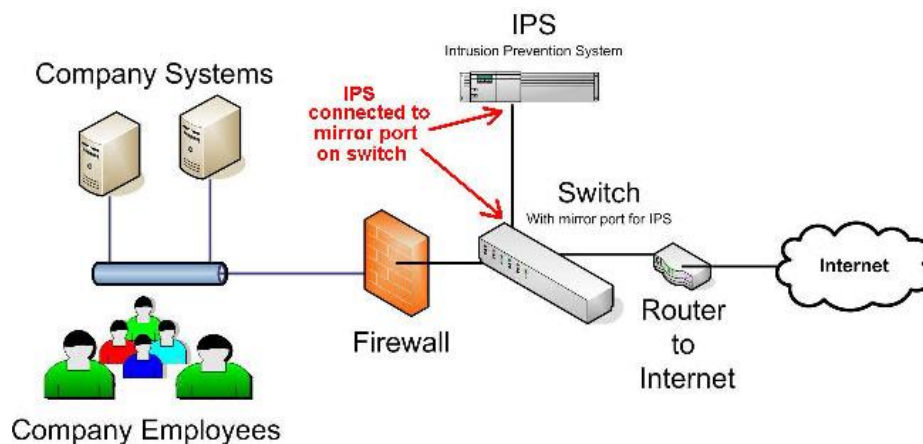 IPS
Intrusion Prevention System
Company Systems
IPS
connected to
mirror port
on switch
Switch
With mirror port for IPS
Internet
Firewall
Router
to
Internet
Company Employees